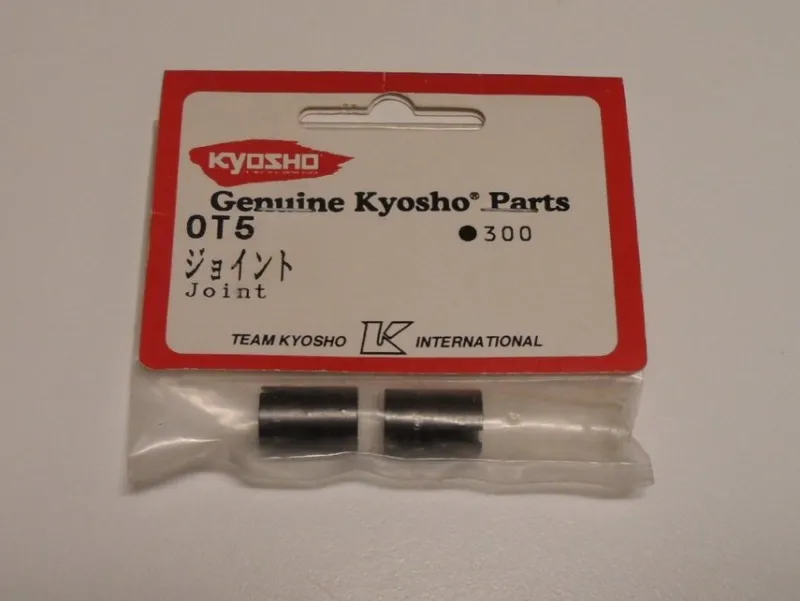 KYOSHO
Genuine Kyosho® Parts
OT5 ●300
ジョイント
Joint
TEAM KYOSHO K INTERNATIONAL